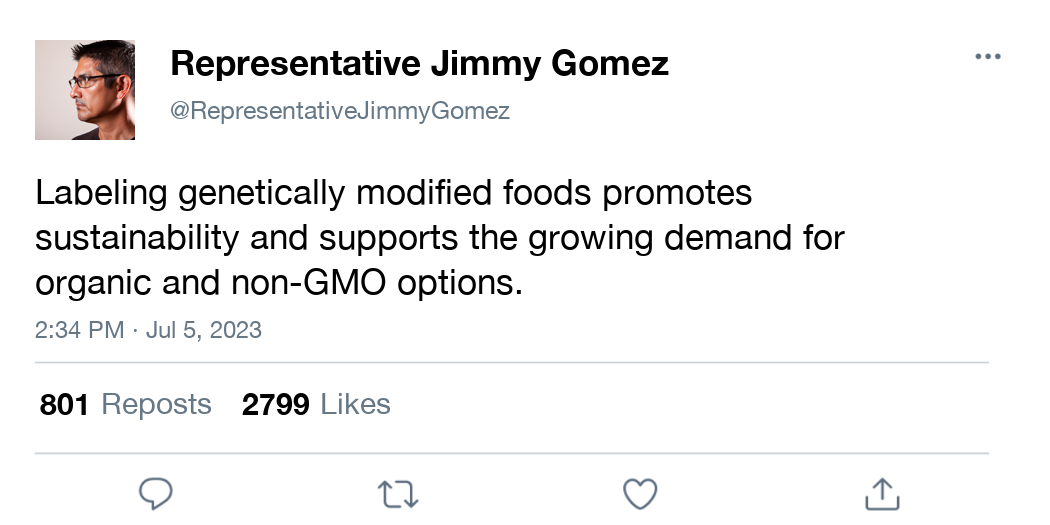 Representative Jimmy Gomez
@RepresentativeJimmyGomez
Labeling genetically modified foods promotes
sustainability and supports the growing demand for
organic and non-GMO options.
2:34 PM · Jul 5, 2023
801 Reposts 2799 Likes